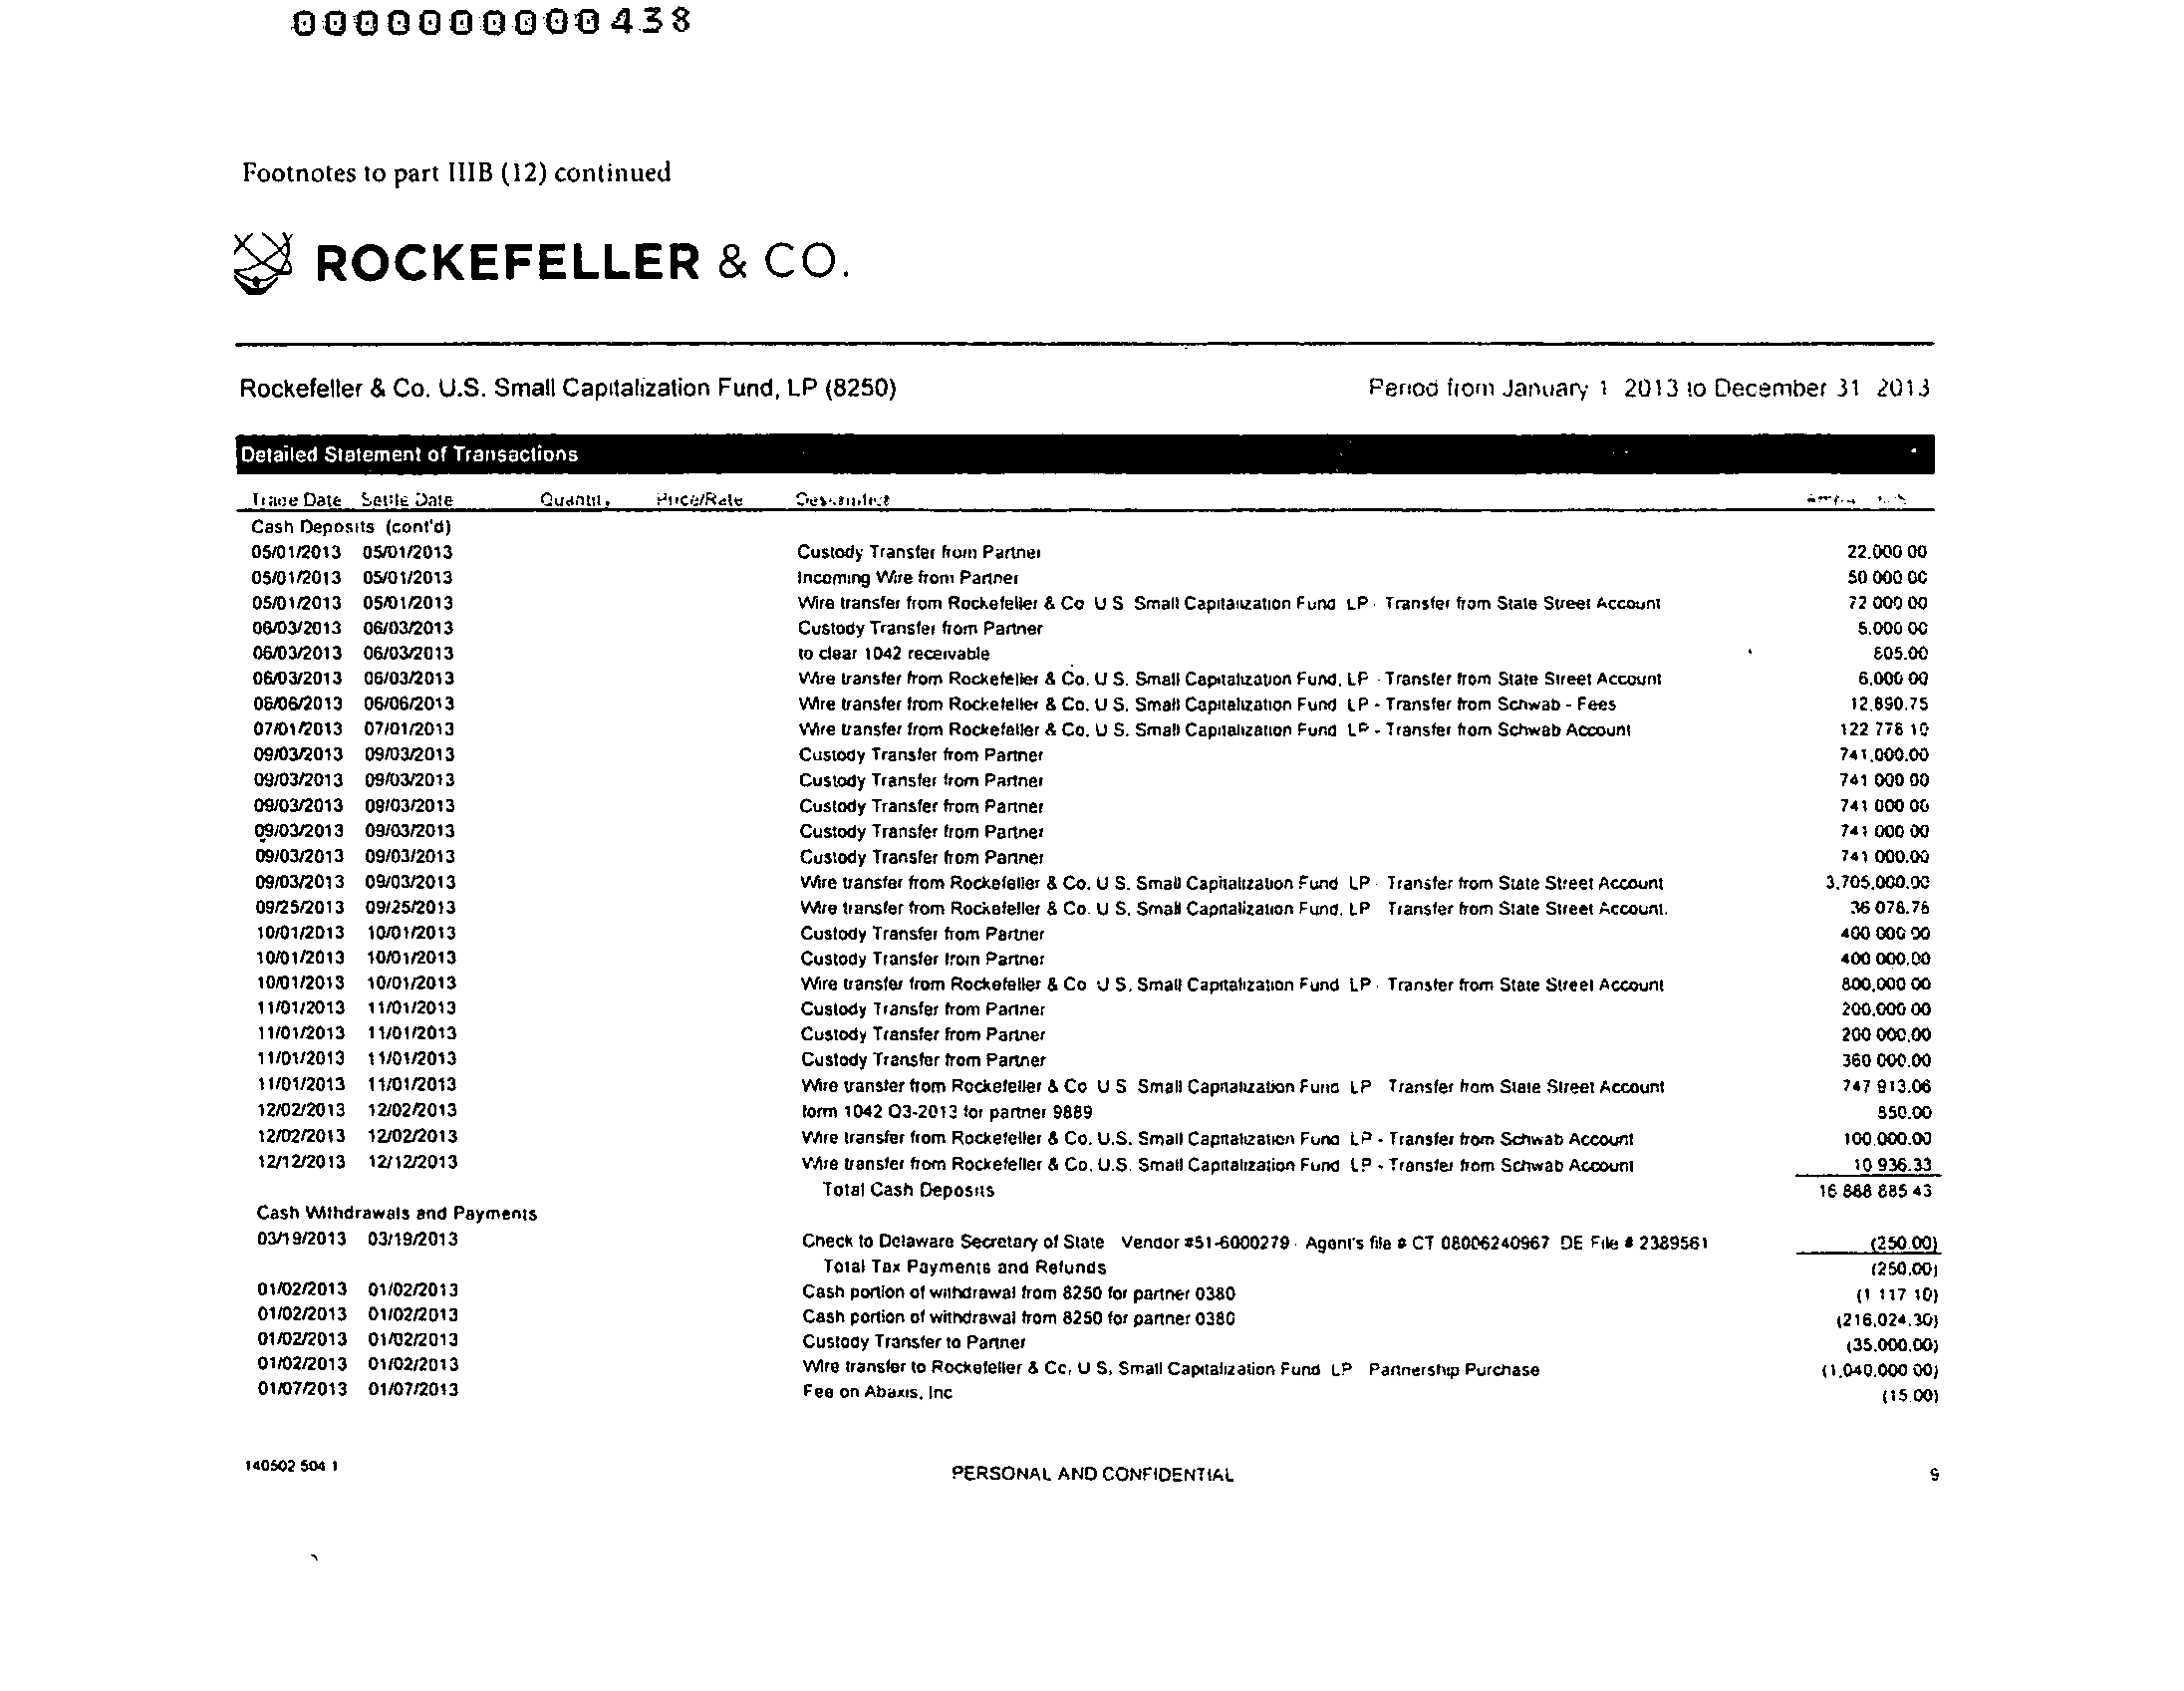 0000000000438
Footnotes to part IIIB (12) continued
ROCKEFELLER & CO.
Rockefeller & Co. U.S. Small Capitalization Fund, LP (8250) Period from January 1 2013 to December 31 2013
Detailed Statement of Transactions
Trade Date Settle Date Quantity Price/Rate Description
Cash Deposits (cont'd)
05/01/2013 05/01/2013 Custody Transfer from Partner 22.000 00
05/01/2013 05/01/2013 Incoming Wire from Partner 50 000 00
05/01/2013 05/01/2013 Wire transfer from Rockefeller & Co U S Small Capitalization Fund LP - Transfer from State Street Account 72 000 00
06/03/2013 06/03/2013 Custody Transfer from Partner 5.000 00
06/03/2013 06/03/2013 to clear 1042 receivable 605.00
06/03/2013 06/03/2013 Wire transfer from Rockefeller & Co. U S. Small Capitalization Fund, LP - Transfer from State Street Account 6.000 00
06/06/2013 06/06/2013 Wire transfer from Rockefeller & Co. U S. Small Capitalization Fund LP - Transfer from Schwab - Fees 12.890.75
07/01/2013 07/01/2013 Wire transfer from Rockefeller & Co. U S. Small Capitalization Fund LP - Transfer from Schwab Account 122 778 10
09/03/2013 09/03/2013 Custody Transfer from Partner 741,000.00
09/03/2013 09/03/2013 Custody Transfer from Partner 741 000 00
09/03/2013 09/03/2013 Custody Transfer from Partner 741 000 00
09/03/2013 09/03/2013 Custody Transfer from Partner 741 000 00
09/03/2013 09/03/2013 Custody Transfer from Partner 741 000.00
09/03/2013 09/03/2013 Wire transfer from Rockefeller & Co. U S. Small Capitalization Fund LP - Transfer from State Street Account 3,705,000.00
09/25/2013 09/25/2013 Wire transfer from Rockefeller & Co. U S. Small Capitalization Fund, LP Transfer from State Street Account. 36 078.76
10/01/2013 10/01/2013 Custody Transfer from Partner 400 000 00
10/01/2013 10/01/2013 Custody Transfer from Partner 400 000.00
10/01/2013 10/01/2013 Wire transfer from Rockefeller & Co U S. Small Capitalization Fund LP - Transfer from State Street Account 800,000 00
11/01/2013 11/01/2013 Custody Transfer from Partner 200,000 00
11/01/2013 11/01/2013 Custody Transfer from Partner 200 000.00
11/01/2013 11/01/2013 Custody Transfer from Partner 360 000.00
11/01/2013 11/01/2013 Wire transfer from Rockefeller & Co U S Small Capitalization Fund LP Transfer from State Street Account 747 913.06
12/02/2013 12/02/2013 form 1042 Q3-2013 for partner 9889 850.00
12/02/2013 12/02/2013 Wire transfer from Rockefeller & Co. U.S. Small Capitalization Fund LP - Transfer from Schwab Account 100.000.00
12/12/2013 12/12/2013 Wire transfer from Rockefeller & Co. U.S. Small Capitalization Fund LP - Transfer from Schwab Account 10 936.33
Total Cash Deposits 16 888 885 43
Cash Withdrawals and Payments
03/19/2013 03/19/2013 Check to Delaware Secretary of State Vendor #51-6000279 - Agent's file # CT 08006240967 DE File # 2389561 (250.00)
Total Tax Payments and Refunds (250.00)
01/02/2013 01/02/2013 Cash portion of withdrawal from 8250 for partner 0380 (1 117 10)
01/02/2013 01/02/2013 Cash portion of withdrawal from 8250 for partner 0380 (216,024.30)
01/02/2013 01/02/2013 Custody Transfer to Partner (35.000.00)
01/02/2013 01/02/2013 Wire transfer to Rockefeller & Co. U S. Small Capitalization Fund LP Partnership Purchase (1,040.000 00)
01/07/2013 01/07/2013 Fee on Abaxis, Inc (15 00)
140502 504 1 PERSONAL AND CONFIDENTIAL 9